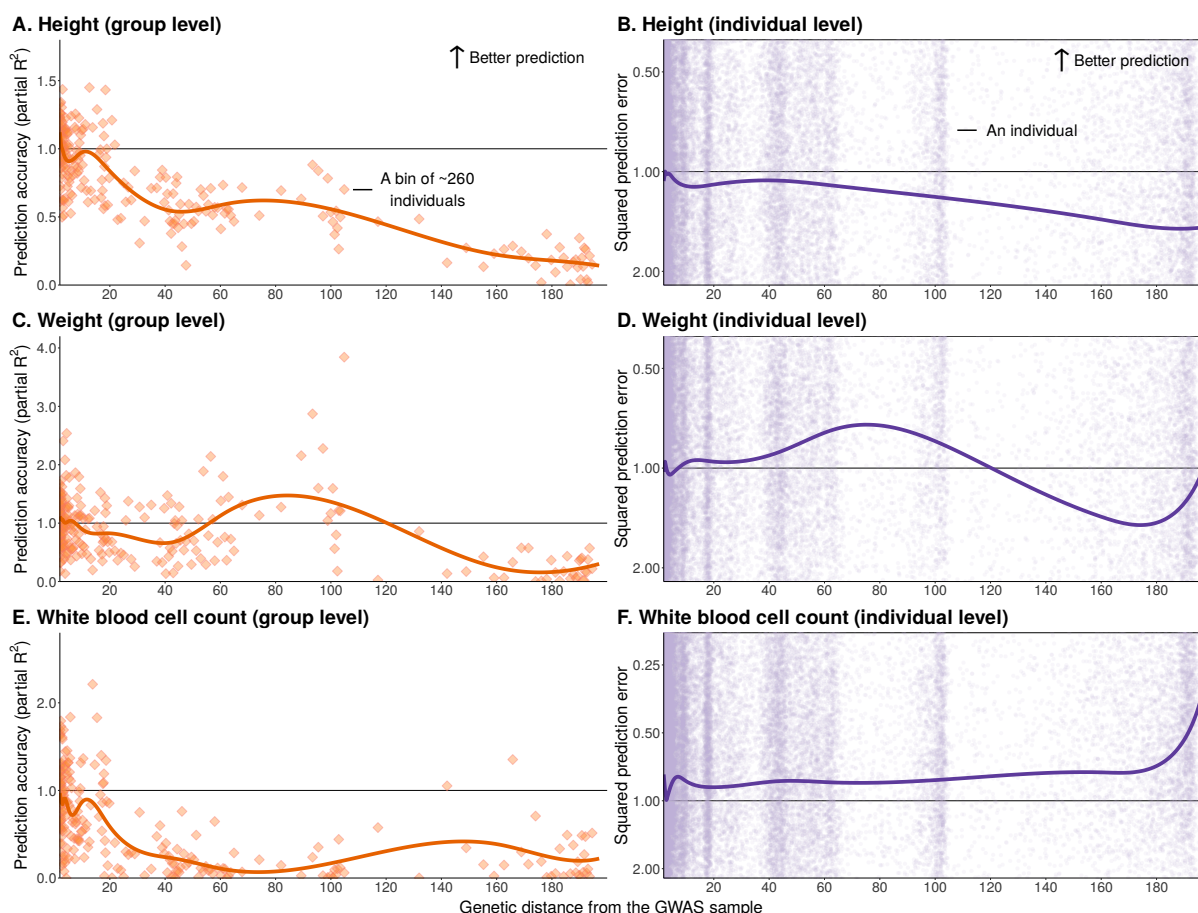 A. Height (group level)
Prediction accuracy (partial R²)
1.5
1.0
0.5
0.0
↑ Better prediction
A bin of ~260
individuals
20 40 60 80 100 120 140 160 180
B. Height (individual level)
Squared prediction error
0.50
1.00
2.00
↑ Better prediction
An individual
20 40 60 80 100 120 140 160 180
C. Weight (group level)
Prediction accuracy (partial R²)
4.0
3.0
2.0
1.0
0.0
20 40 60 80 100 120 140 160 180
D. Weight (individual level)
Squared prediction error
0.50
1.00
2.00
20 40 60 80 100 120 140 160 180
E. White blood cell count (group level)
Prediction accuracy (partial R²)
2.0
1.0
0.0
20 40 60 80 100 120 140 160 180
F. White blood cell count (individual level)
Squared prediction error
0.25
0.50
1.00
2.00
20 40 60 80 100 120 140 160 180
Genetic distance from the GWAS sample